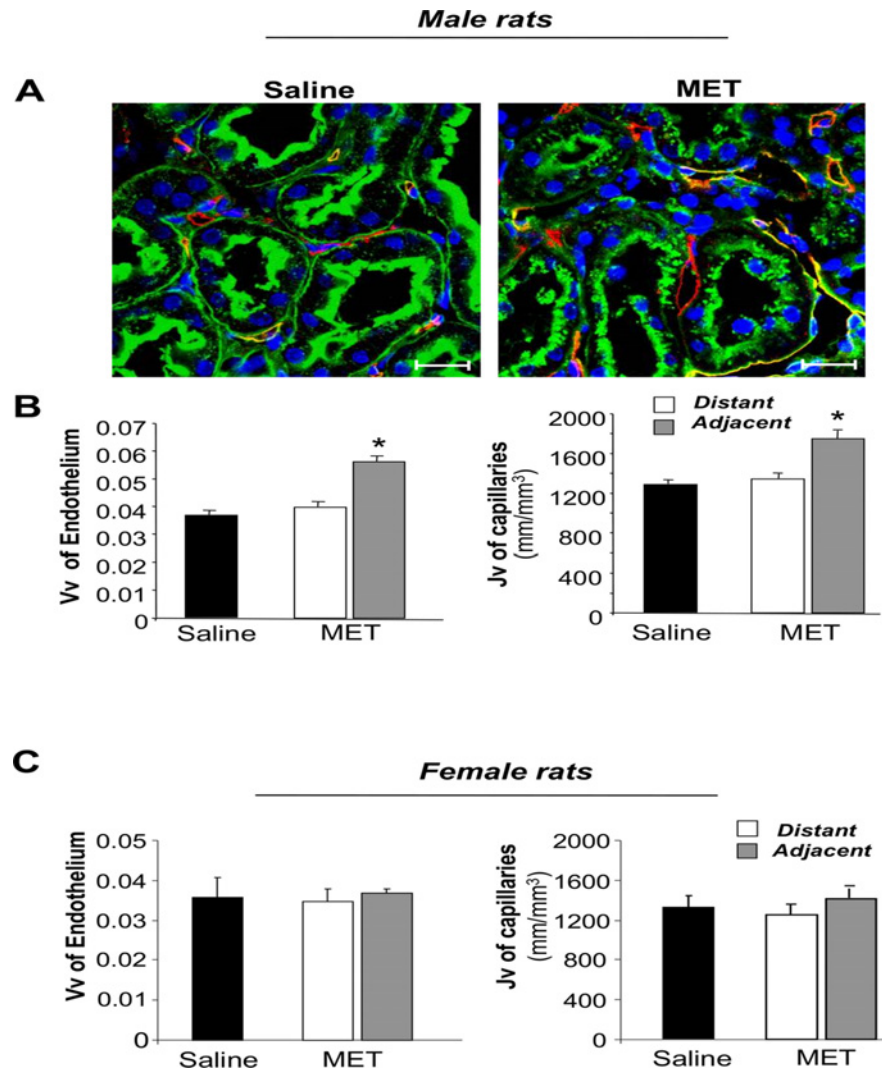 Male rats
A
Saline
MET
B
Vv of Endothelium
0.07
0.06
0.05
0.04
0.03
0.02
0.01
0
*
Saline
MET
Jv of capillaries
(mm/mm³)
2000
1600
1200
800
400
0
Distant
Adjacent
*
Saline
MET
C
Female rats
Vv of Endothelium
0.05
0.04
0.03
0.02
0.01
0
Saline
MET
Jv of capillaries
(mm/mm³)
2000
1600
1200
800
400
0
Distant
Adjacent
Saline
MET